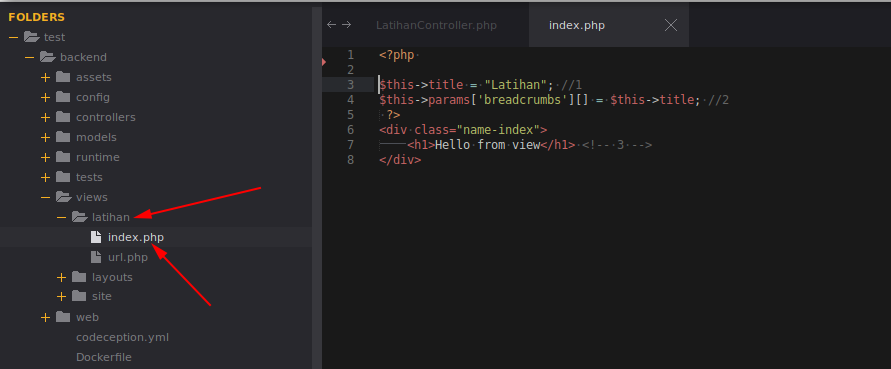 FOLDERS
test
backend
assets
config
controllers
models
runtime
tests
views
latihan
index.php
url.php
layouts
site
web
codeception.yml
Dockerfile
LatihanController.php
index.php
1 <?php
2
3 $this->title = "Latihan"; //1
4 $this->params['breadcrumbs'][] = $this->title; //2
5 ?>
6 <div class="name-index">
7 <h1>Hello from view</h1> <!-- 3 -->
8 </div>